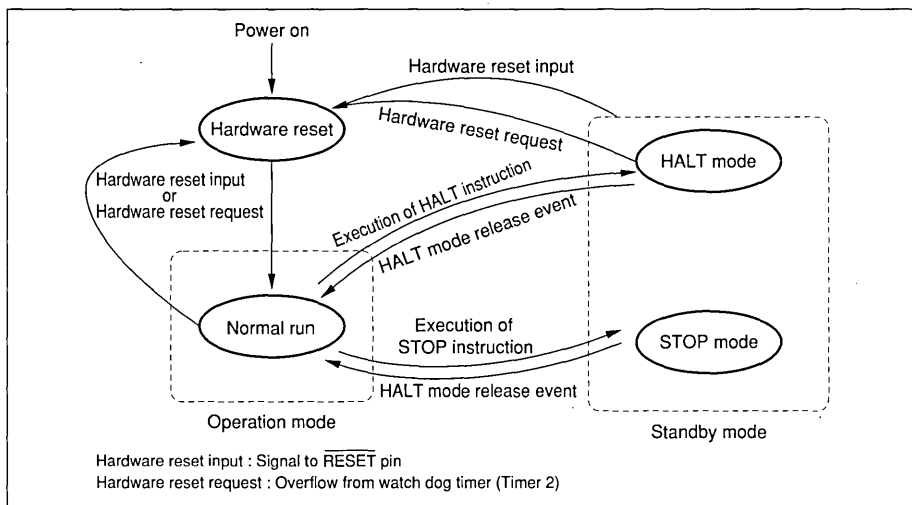 Power on
Hardware reset input
Hardware reset
Hardware reset request
HALT mode
Hardware reset input
or
Hardware reset request
Execution of HALT instruction
HALT mode release event
Normal run
Execution of
STOP instruction
STOP mode
HALT mode release event
Operation mode
Standby mode
Hardware reset input : Signal to RESET pin
Hardware reset request : Overflow from watch dog timer (Timer 2)